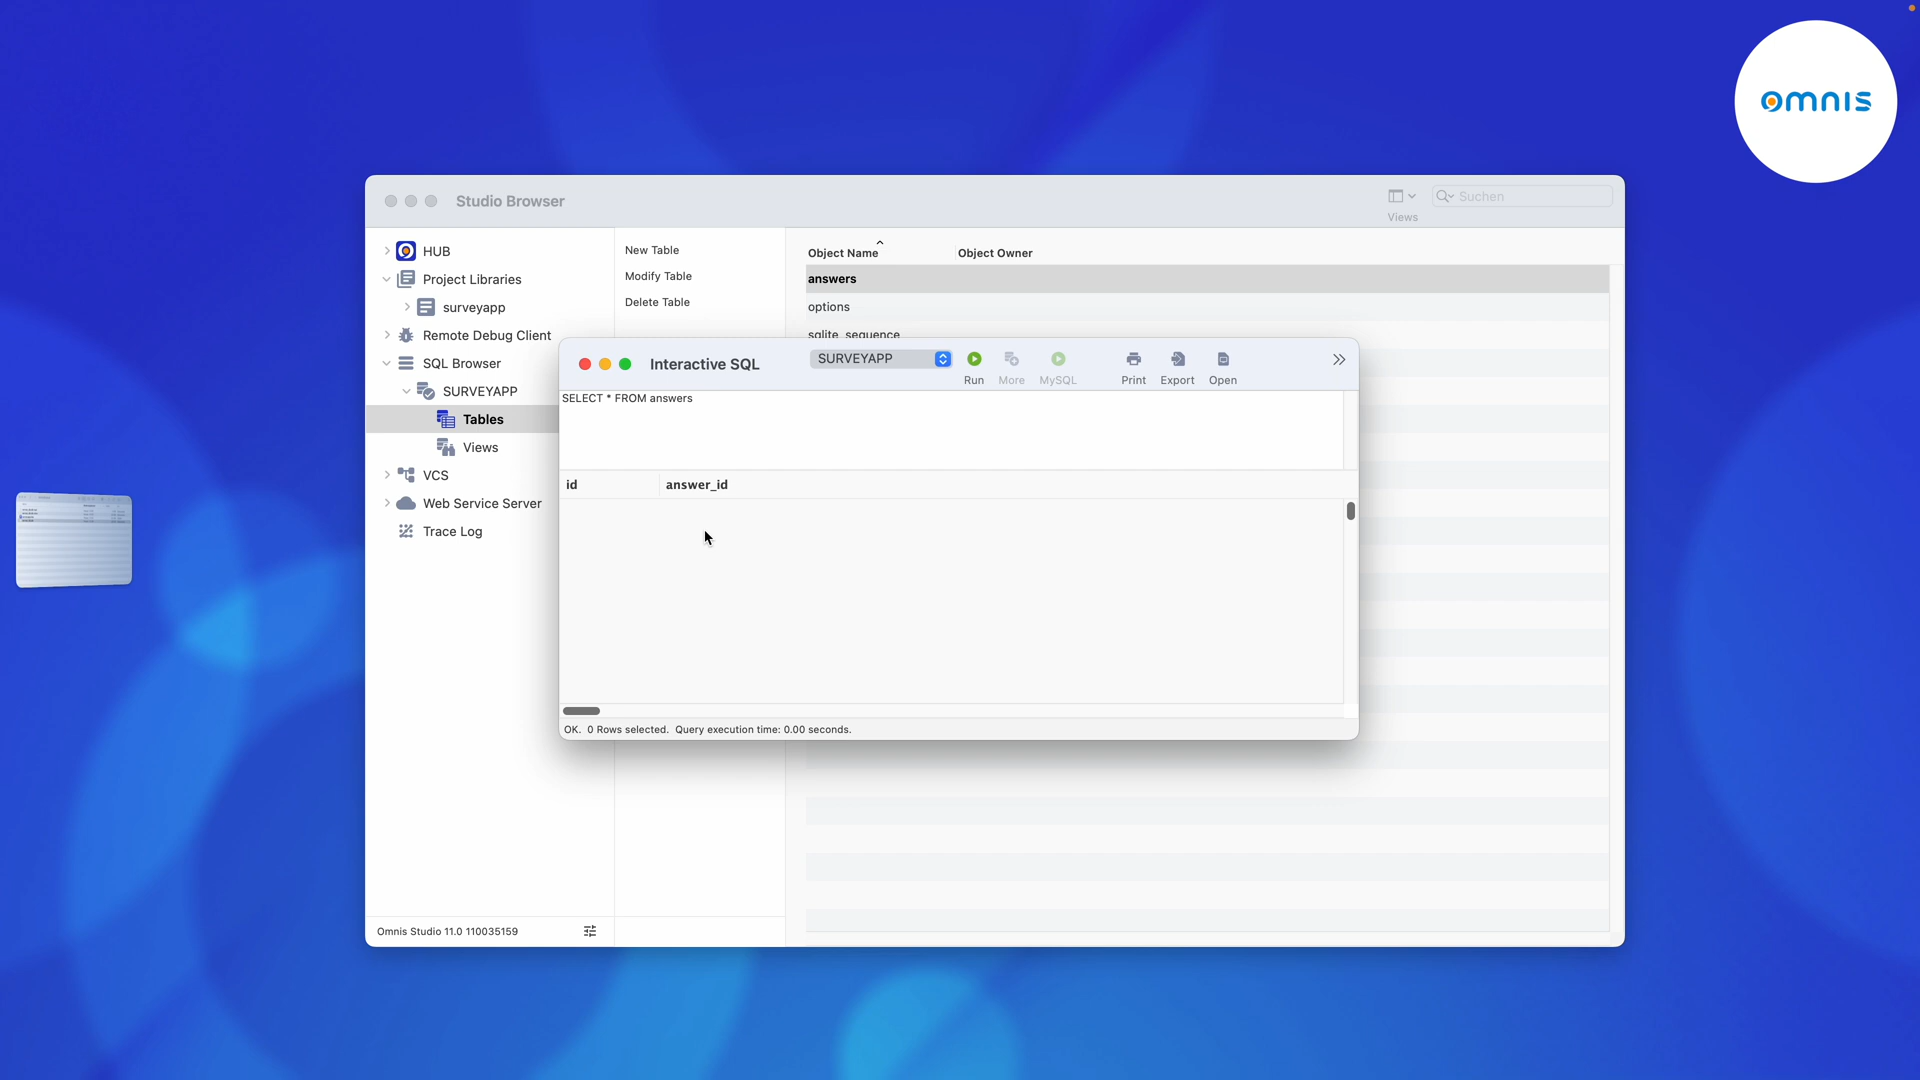 omnis
Studio Browser
Views
Suchen
HUB
Project Libraries
surveyapp
Remote Debug Client
SQL Browser
SURVEYAPP
Tables
Views
VCS
Web Service Server
Trace Log
Omnis Studio 11.0 110035159
New Table
Modify Table
Delete Table
Object Name
Object Owner
answers
options
sqlite_sequence
Interactive SQL
SURVEYAPP
Run
More
MySQL
Print
Export
Open
SELECT * FROM answers
id
answer_id
OK. 0 Rows selected. Query execution time: 0.00 seconds.